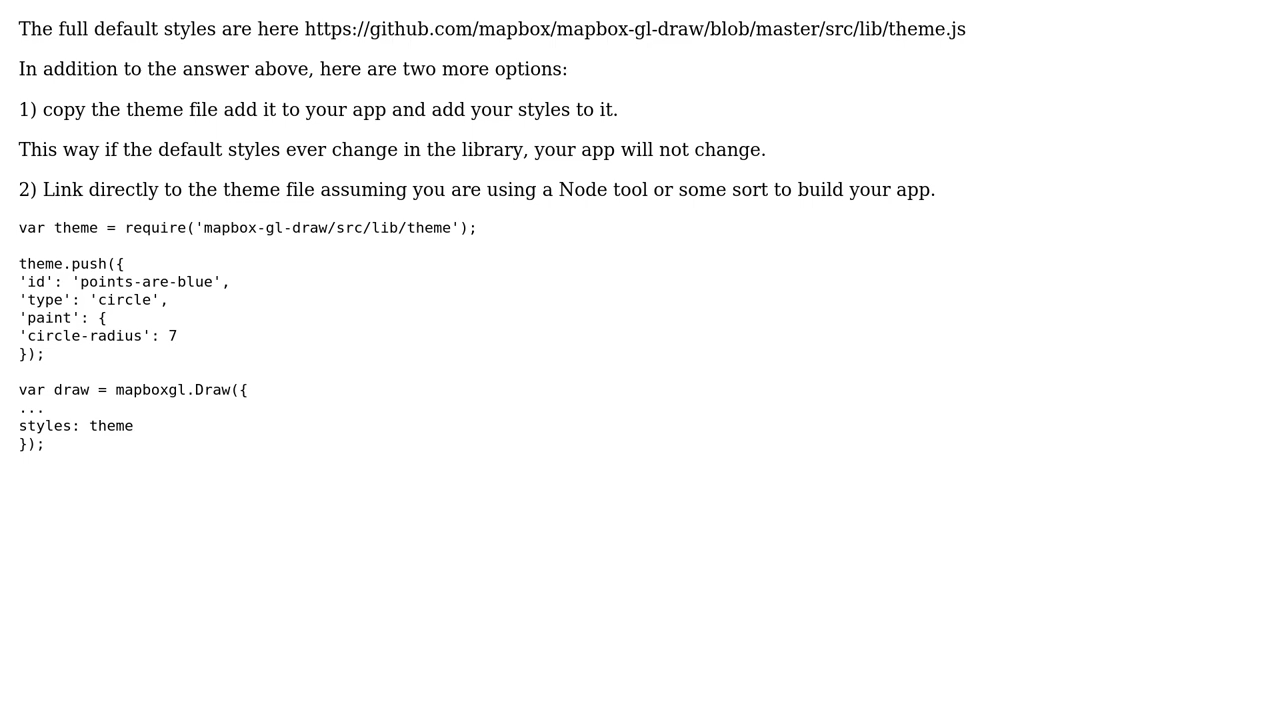 The full default styles are here https://github.com/mapbox/mapbox-gl-draw/blob/master/src/lib/theme.js
In addition to the answer above, here are two more options:
1) copy the theme file add it to your app and add your styles to it.
This way if the default styles ever change in the library, your app will not change.
2) Link directly to the theme file assuming you are using a Node tool or some sort to build your app.
var theme = require('mapbox-gl-draw/src/lib/theme');
theme.push({
'id': 'points-are-blue',
'type': 'circle',
'paint': {
'circle-radius': 7
});
var draw = mapboxgl.Draw({
...
styles: theme
});